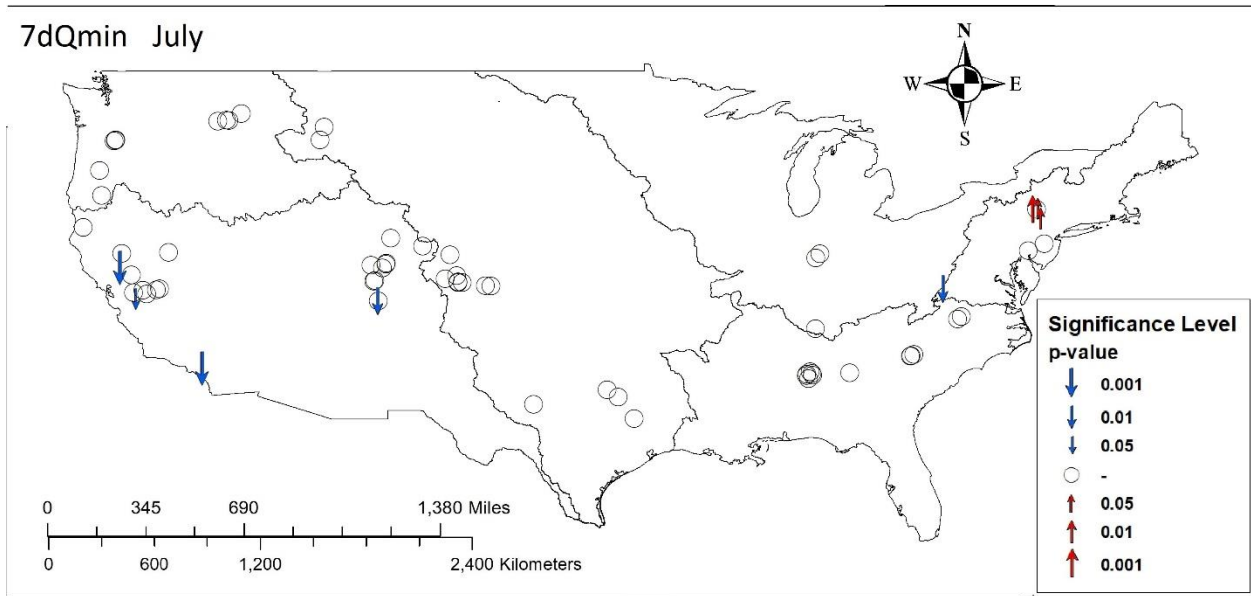 7dQmin July
N
W E
S
Significance Level
p-value
0.001
0.01
0.05
-
0.05
0.01
0.001
0 345 690 1,380 Miles
0 600 1,200 2,400 Kilometers